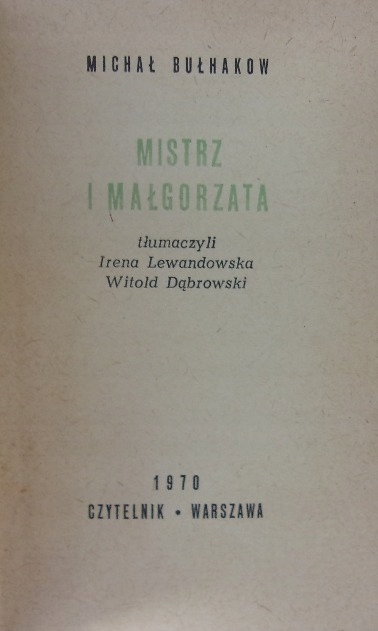 MICHAŁ BUŁHAKOW
MISTRZ
I MAŁGORZATA
tłumaczyli
Irena Lewandowska
Witold Dąbrowski
1970
CZYTELNIK • WARSZAWA